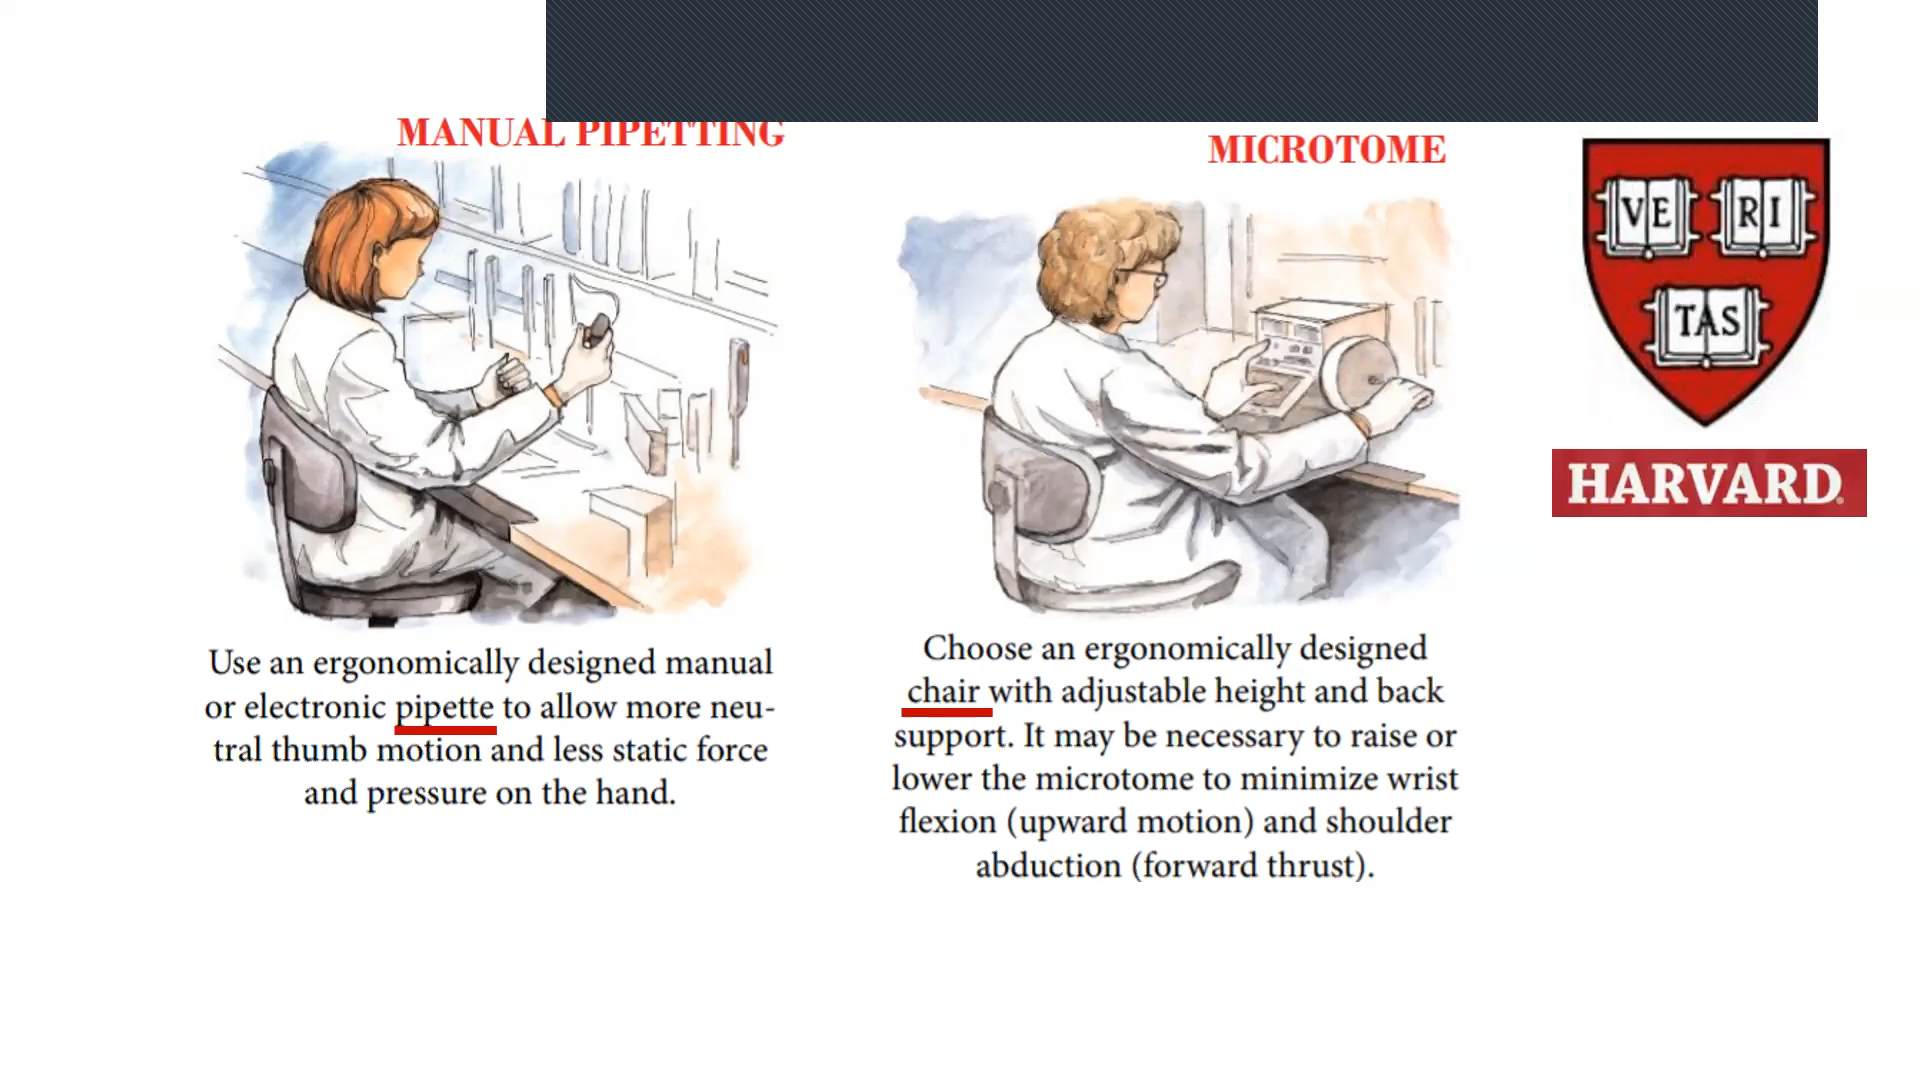 MANUAL PIPETTING
Use an ergonomically designed manual
or electronic pipette to allow more neu-
tral thumb motion and less static force
and pressure on the hand.
MICROTOME
Choose an ergonomically designed
chair with adjustable height and back
support. It may be necessary to raise or
lower the microtome to minimize wrist
flexion (upward motion) and shoulder
abduction (forward thrust).
VE RI
TAS
HARVARD